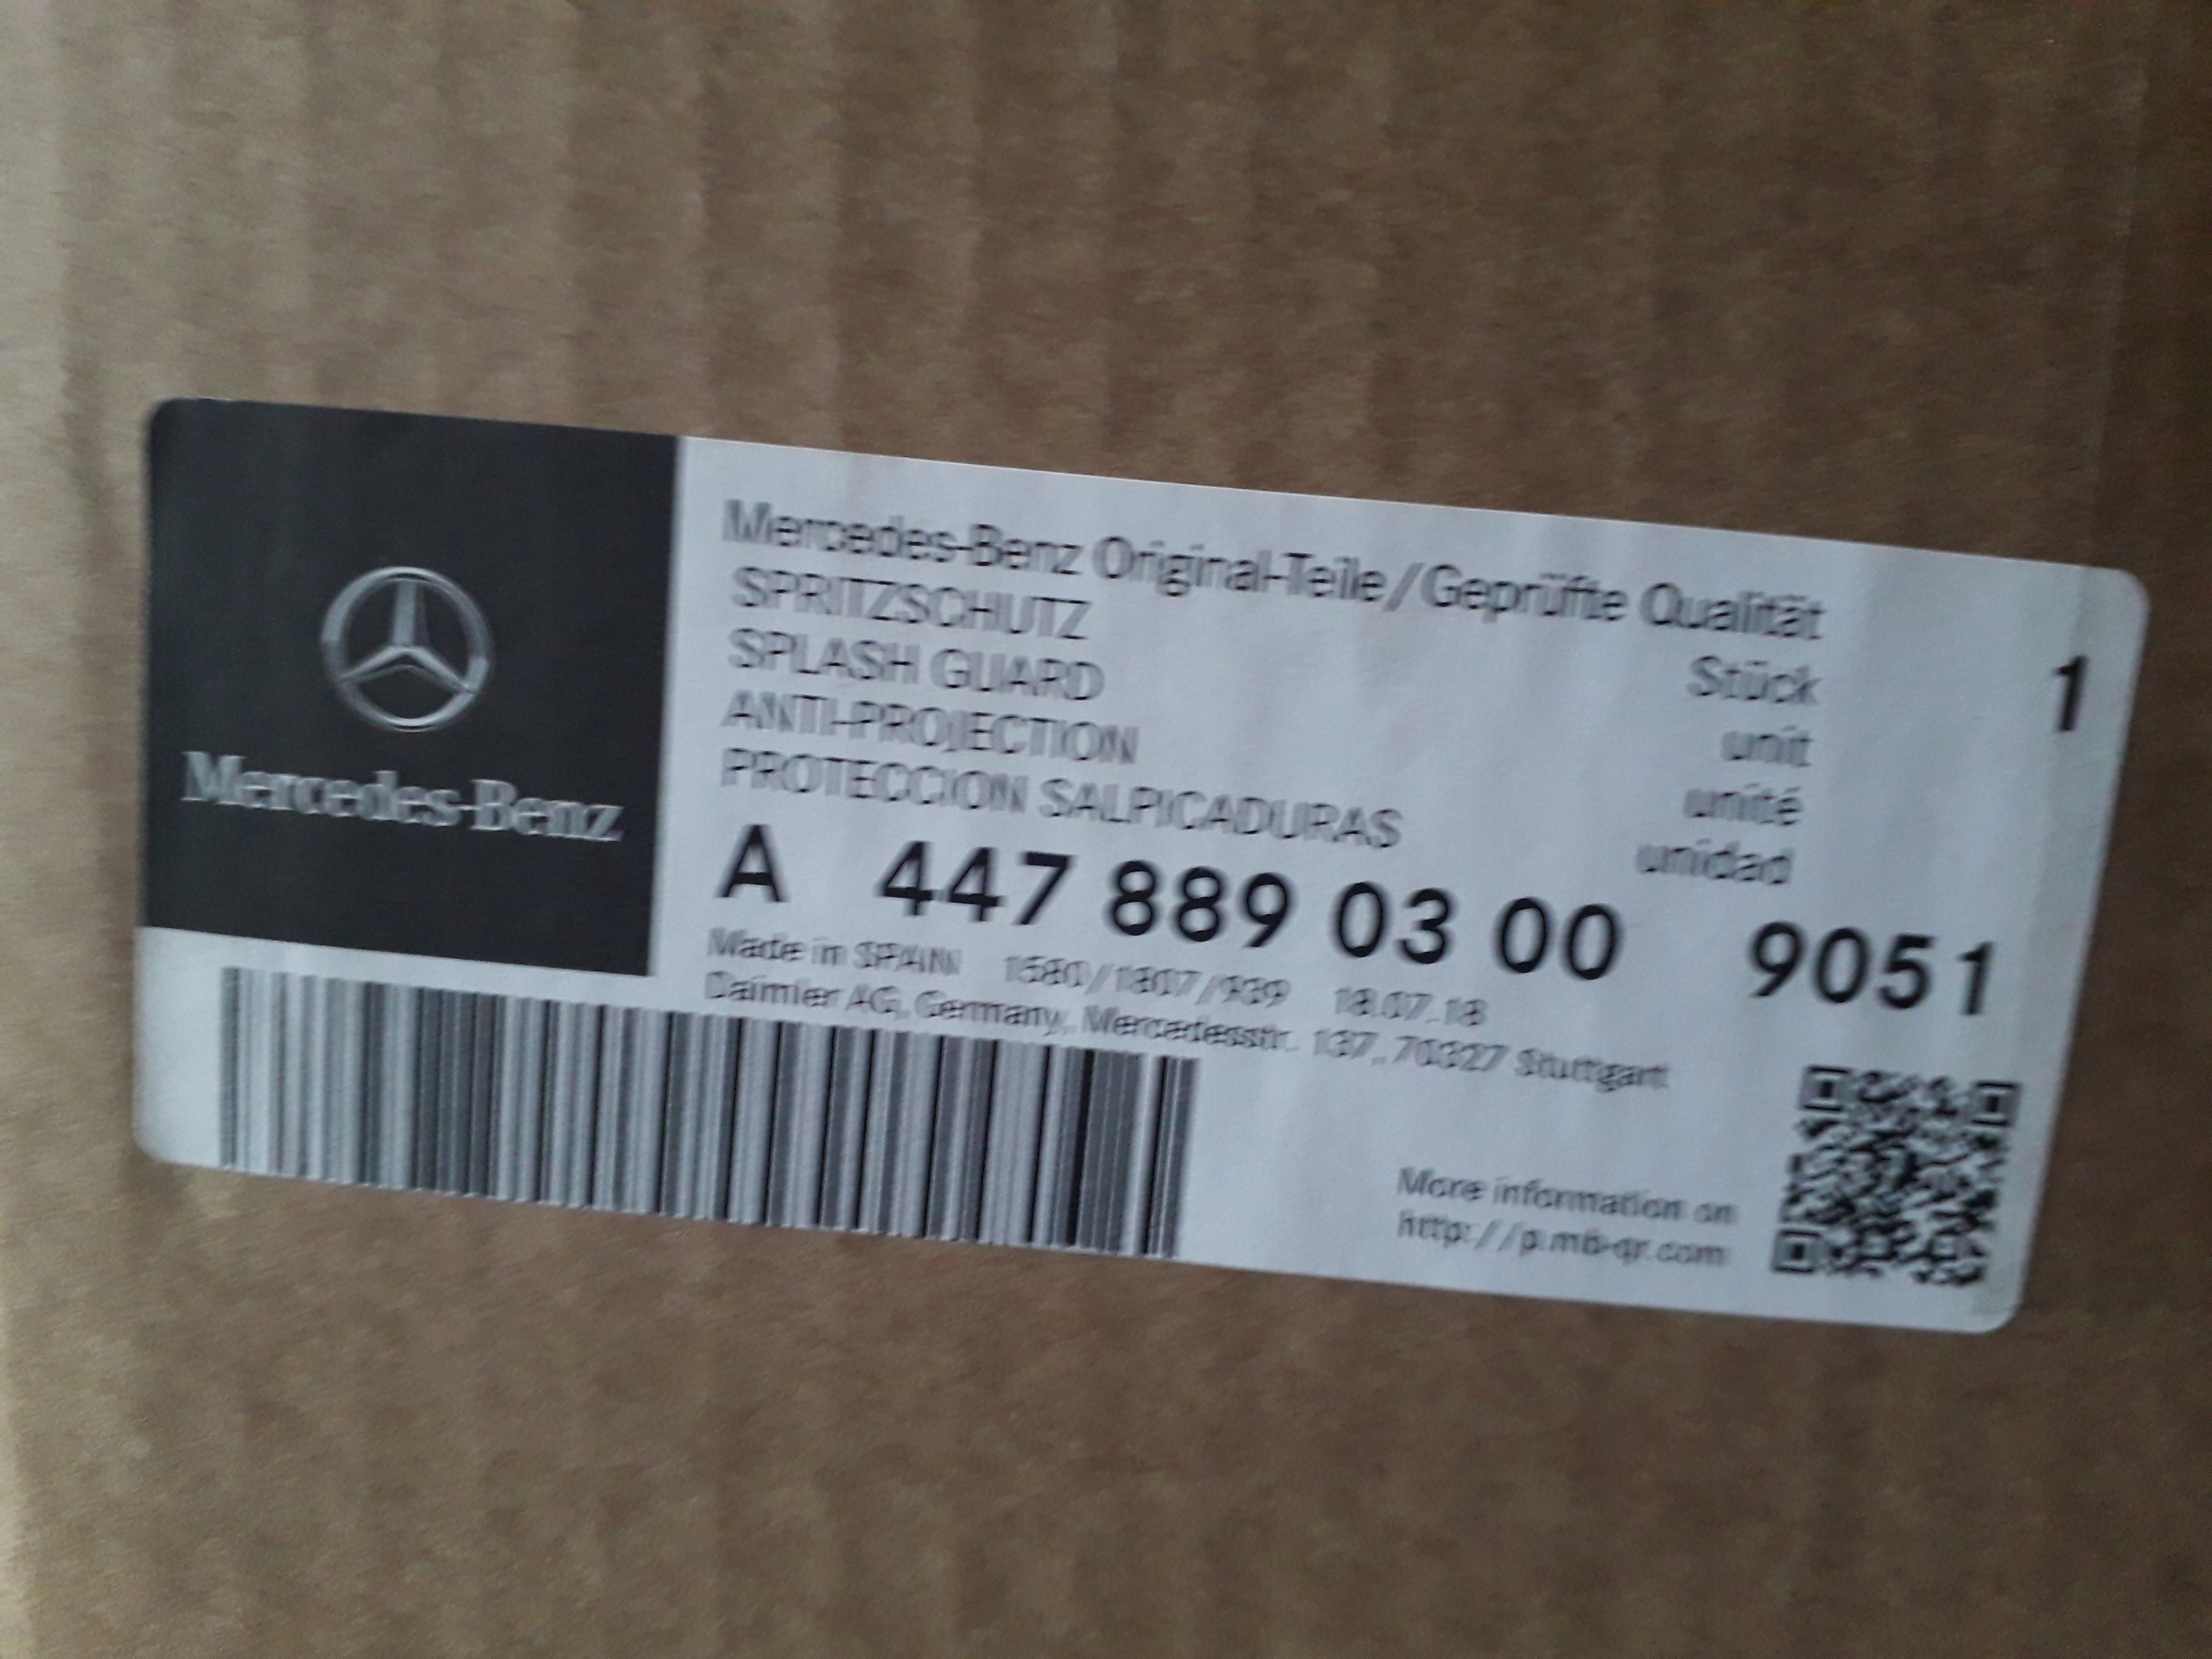 Mercedes-Benz
Mercedes-Benz Original-Teile/Geprüfte Qualität
SPRITZSCHUTZ
SPLASH GUARD
ANTI-PROJECTION
PROTECCION SALPICADURAS
Stück 1
unit
unité
unidad
A 447 889 03 00 9051
Made in SPAIN 1580/1807/939 18.07.18
Daimler AG, Germany, Mercedesstr. 137, 70327 Stuttgart
More information on
http://p.mb-qr.com